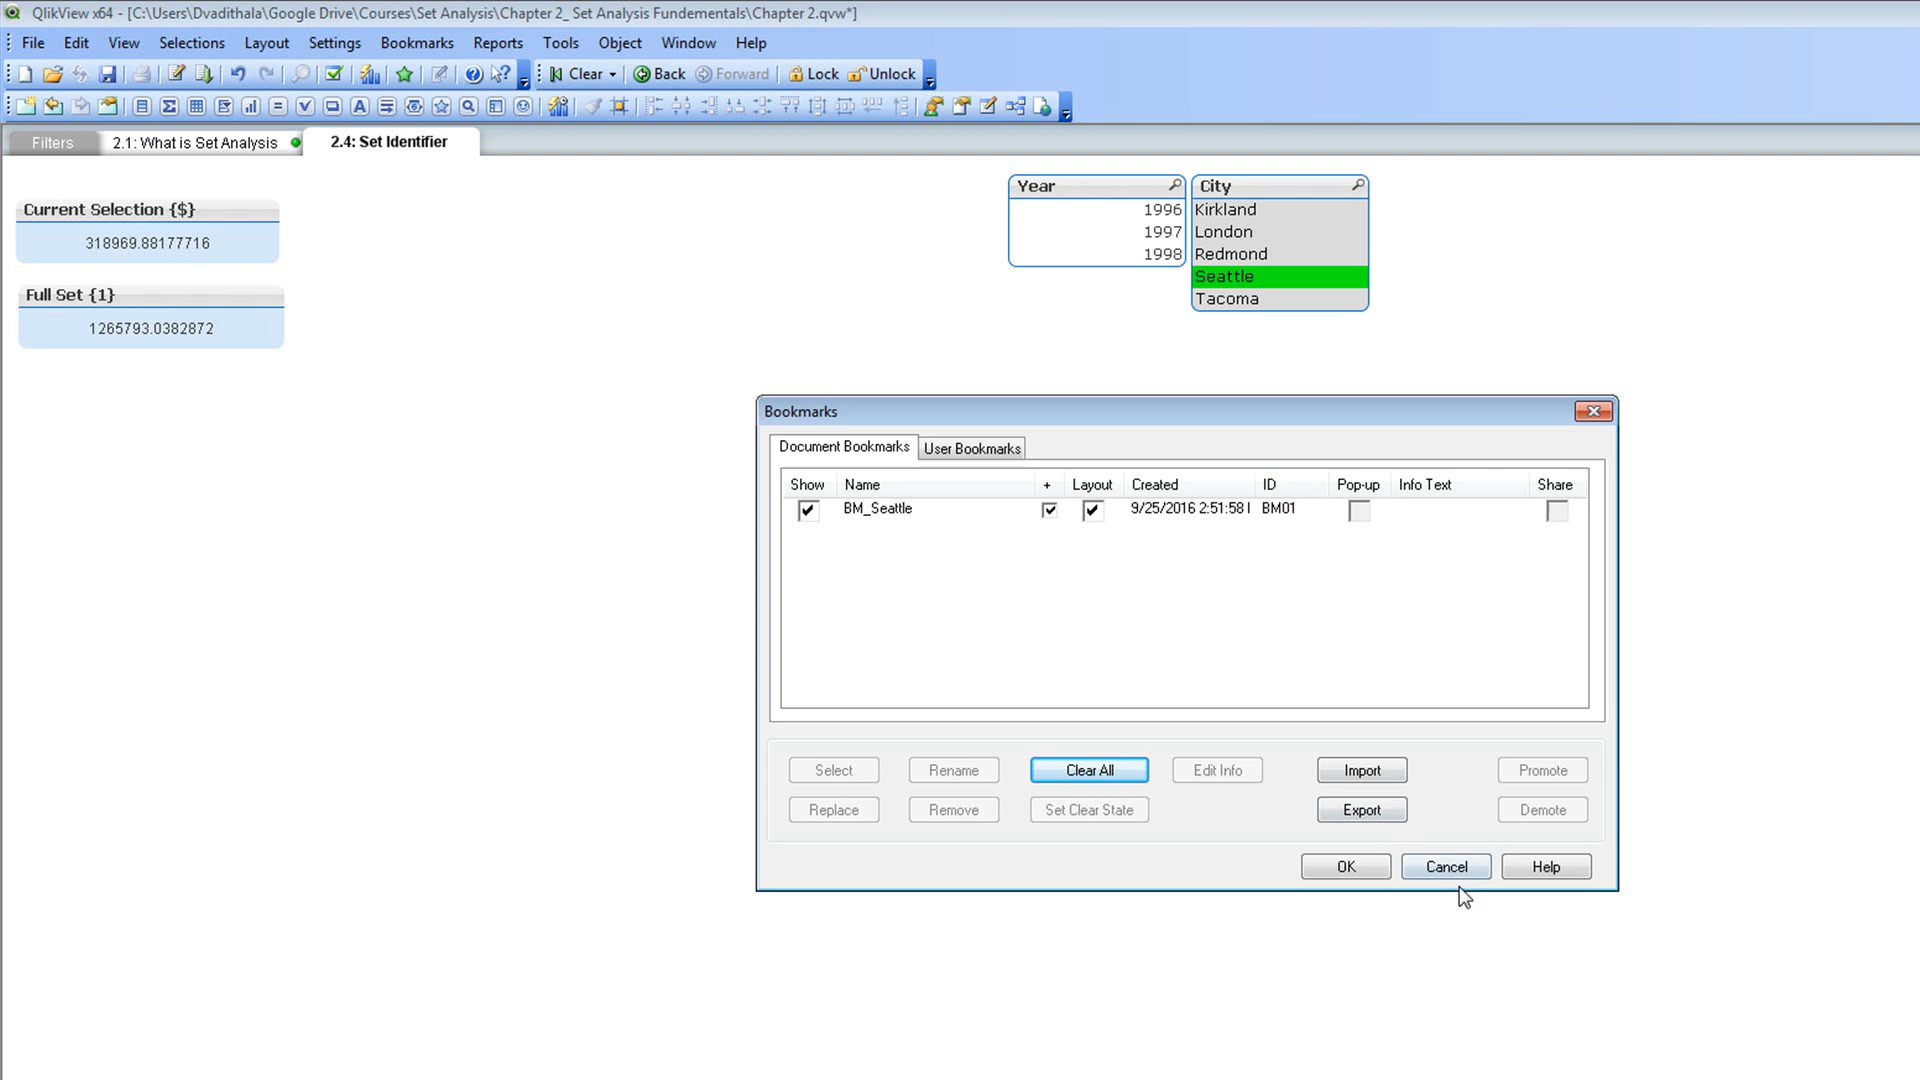 QlikView x64 - [C:\Users\Dvadithala\Google Drive\Courses\Set Analysis\Chapter 2_ Set Analysis Fundementals\Chapter 2.qvw*]
File Edit View Selections Layout Settings Bookmarks Reports Tools Object Window Help
Clear Back Forward Lock Unlock
Filters 2.1: What is Set Analysis 2.4: Set Identifier
Current Selection {$}
318969.88177716
Full Set {1}
1265793.0382872
Year
1996
1997
1998
City
Kirkland
London
Redmond
Seattle
Tacoma
Bookmarks
Document Bookmarks User Bookmarks
Show Name + Layout Created ID Pop-up Info Text Share
BM_Seattle 9/25/2016 2:51:58 BM01
Select Rename Clear All Edit Info Import Promote
Replace Remove Set Clear State Export Demote
OK Cancel Help